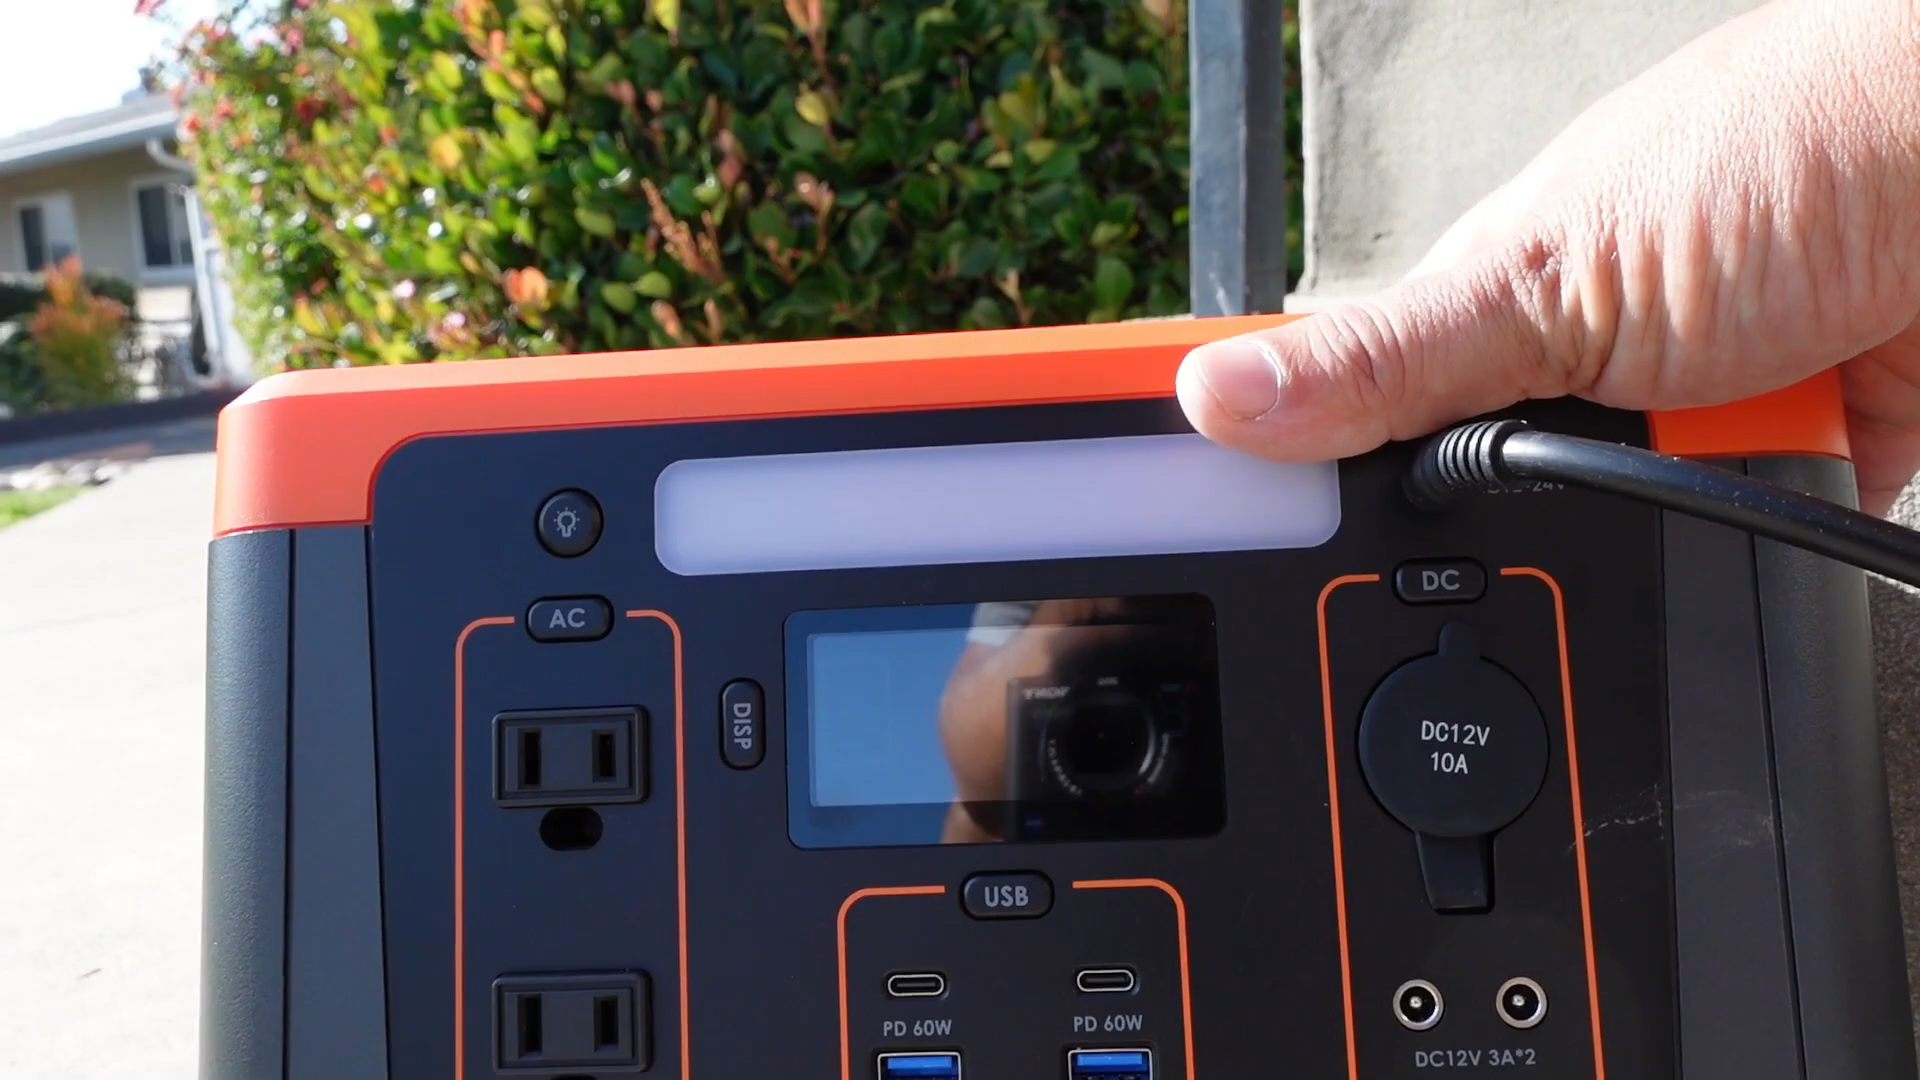 AC
DISP
DC
DC12V
10A
USB
PD 60W
PD 60W
DC12V 3A*2